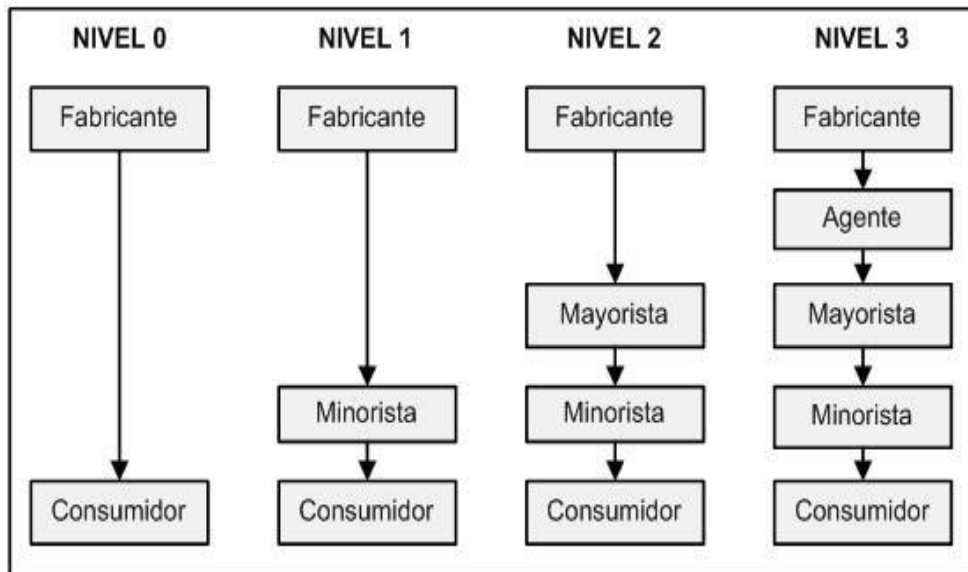 NIVEL 0
NIVEL 1
NIVEL 2
NIVEL 3
Fabricante
Fabricante
Fabricante
Fabricante
Agente
Mayorista
Mayorista
Minorista
Minorista
Minorista
Consumidor
Consumidor
Consumidor
Consumidor